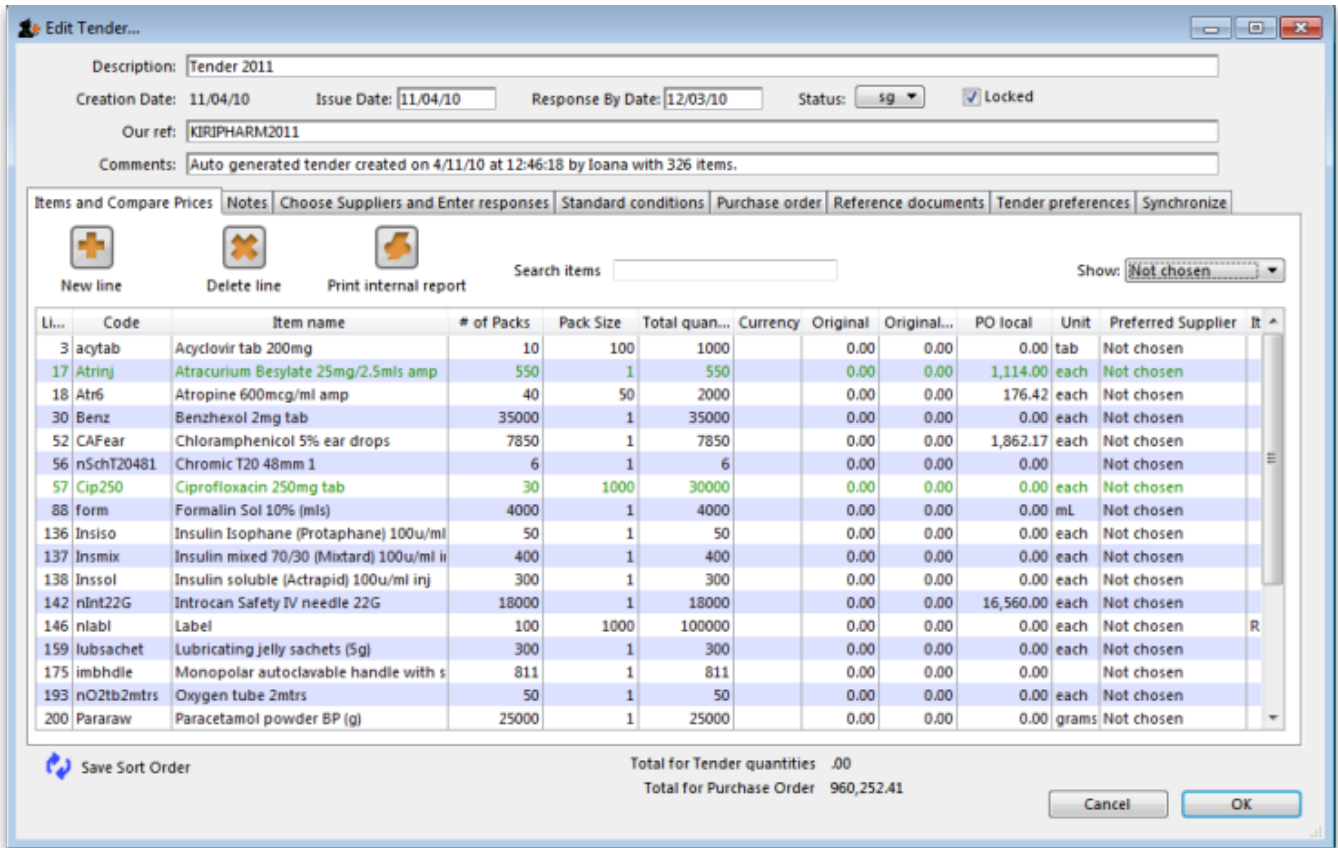 Edit Tender...
Description: Tender 2011
Creation Date: 11/04/10 Issue Date: 11/04/10 Response By Date: 12/03/10 Status: sg Locked
Our ref: KIRIPHARM2011
Comments: Auto generated tender created on 4/11/10 at 12:46:18 by Ioana with 326 items.
Items and Compare Prices Notes Choose Suppliers and Enter responses Standard conditions Purchase order Reference documents Tender preferences Synchronize
Search items Show: Not chosen
New line Delete line Print internal report
Li... Code Item name # of Packs Pack Size Total quan... Currency Original Original... PO local Unit Preferred Supplier It
3 acytab Acyclovir tab 200mg 10 100 1000 0.00 0.00 0.00 tab Not chosen
17 Atrinj Atracurium Besylate 25mg/2.5mls amp 550 1 550 0.00 0.00 1,114.00 each Not chosen
18 Atr6 Atropine 600mcg/ml amp 40 50 2000 0.00 0.00 176.42 each Not chosen
30 Benz Benzhexol 2mg tab 35000 1 35000 0.00 0.00 0.00 each Not chosen
52 CAFear Chloramphenicol 5% ear drops 7850 1 7850 0.00 0.00 1,862.17 each Not chosen
56 nSchT20481 Chromic T20 48mm 1 6 1 6 0.00 0.00 0.00 Not chosen
57 Cip250 Ciprofloxacin 250mg tab 30 1000 30000 0.00 0.00 0.00 each Not chosen
88 form Formalin Sol 10% (mls) 4000 1 4000 0.00 0.00 0.00 mL Not chosen
136 Insiso Insulin Isophane (Protaphane) 100u/ml 50 1 50 0.00 0.00 0.00 each Not chosen
137 Insmix Insulin mixed 70/30 (Mixtard) 100u/ml i 400 1 400 0.00 0.00 0.00 each Not chosen
138 Inssol Insulin soluble (Actrapid) 100u/ml inj 300 1 300 0.00 0.00 0.00 each Not chosen
142 nInt22G Introcan Safety IV needle 22G 18000 1 18000 0.00 0.00 16,560.00 each Not chosen
146 nlabl Label 100 1000 100000 0.00 0.00 0.00 each Not chosen R
159 lubsachet Lubricating jelly sachets (5g) 300 1 300 0.00 0.00 0.00 each Not chosen
175 imbhdle Monopolar autoclavable handle with s 811 1 811 0.00 0.00 0.00 Not chosen
193 nO2tb2mtrs Oxygen tube 2mtrs 50 1 50 0.00 0.00 0.00 each Not chosen
200 Pararaw Paracetamol powder BP (g) 25000 1 25000 0.00 0.00 0.00 grams Not chosen
Save Sort Order Total for Tender quantities .00
Total for Purchase Order 960,252.41
Cancel OK